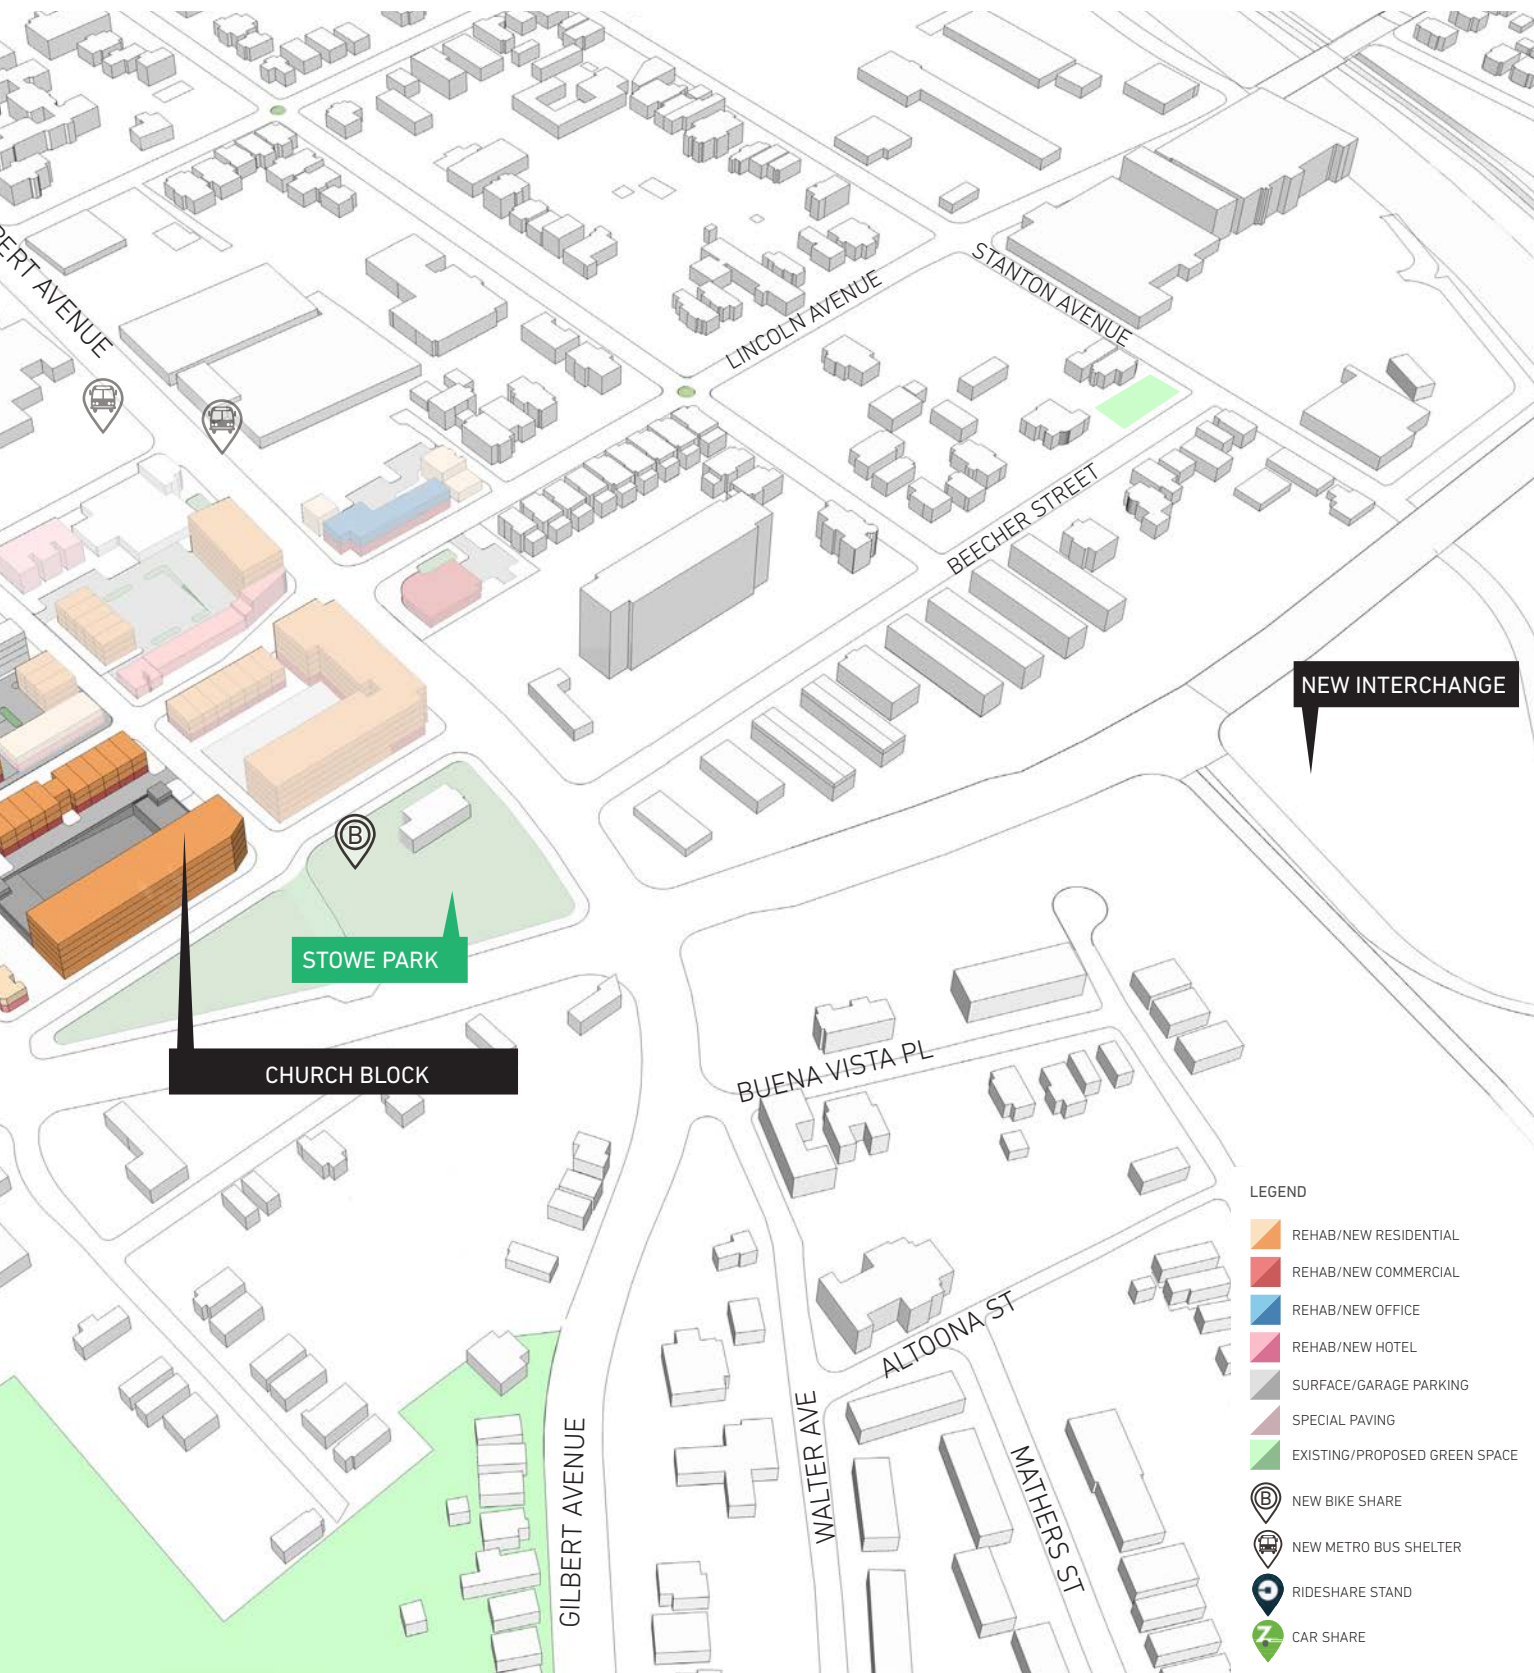 BERT AVENUE
STANTON AVENUE
LINCOLN AVENUE
BEECHER STREET
NEW INTERCHANGE
B
STOWE PARK
CHURCH BLOCK
BUENA VISTA PL
ALTOONA ST
WALTER AVE
MATHERS ST
GILBERT AVENUE
LEGEND
REHAB/NEW RESIDENTIAL
REHAB/NEW COMMERCIAL
REHAB/NEW OFFICE
REHAB/NEW HOTEL
SURFACE/GARAGE PARKING
SPECIAL PAVING
EXISTING/PROPOSED GREEN SPACE
B NEW BIKE SHARE
NEW METRO BUS SHELTER
RIDESHARE STAND
Z CAR SHARE